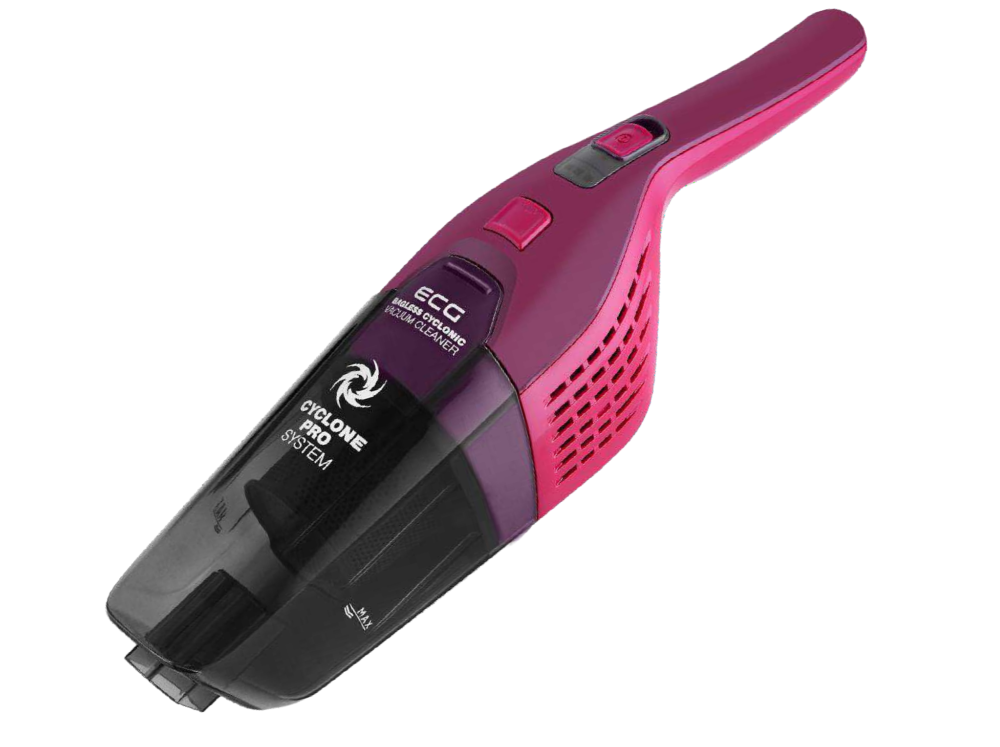 ECG
BAGLESS CYCLONIC
VACUUM CLEANER
CYCLONE
PRO
SYSTEM
MAX